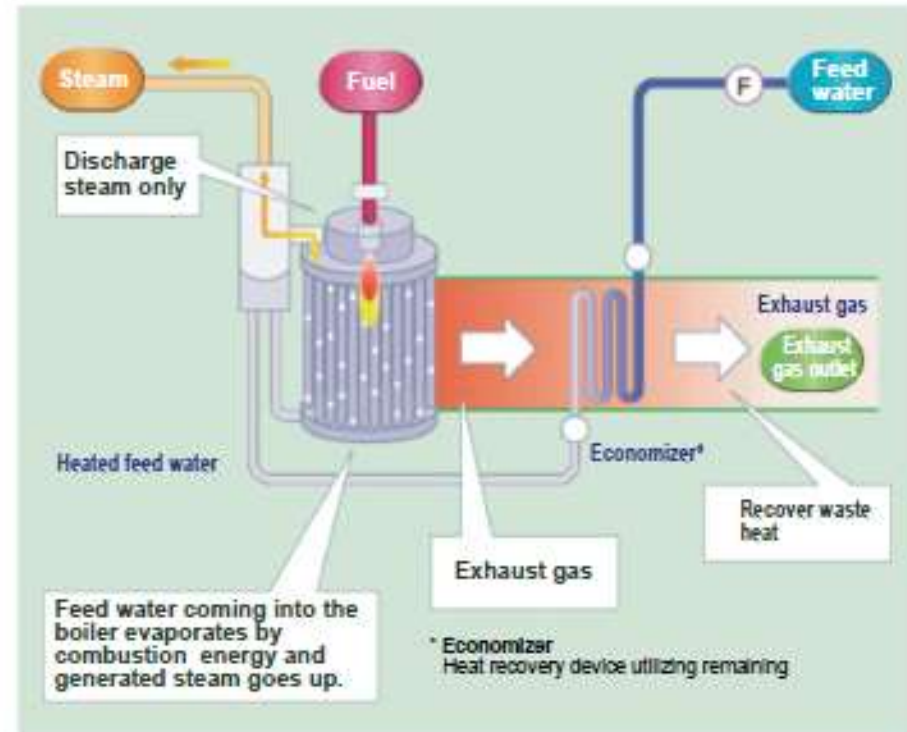 Steam
Fuel
Feed
water
F
Discharge
steam only
Exhaust gas
Exhaust
gas outlet
Heated feed water
Economizer*
Recover waste
heat
Exhaust gas
Feed water coming into the
boiler evaporates by
combustion energy and
generated steam goes up.
* Economizer
Heat recovery device utilizing remaining